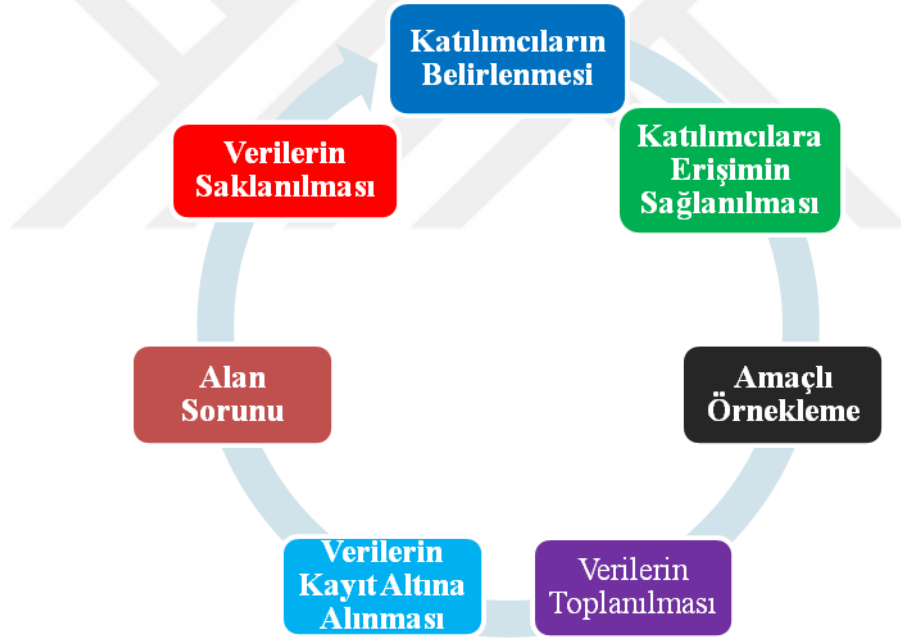 Katılımcıların
Belirlenmesi
Katılımcılara
Erişimin
Sağlanılması
Amaçlı
Örnekleme
Verilerin
Toplanılması
Verilerin
Kayıt Altına
Alınması
Alan
Sorunu
Verilerin
Saklanılması